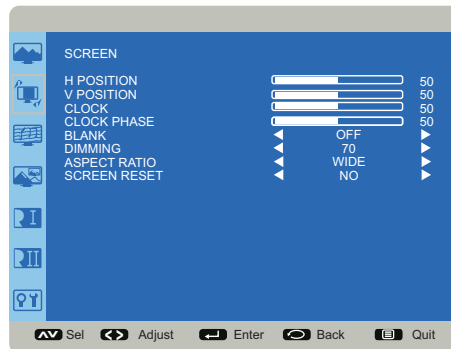 SCREEN
H POSITION 50
V POSITION 50
CLOCK 50
CLOCK PHASE 50
BLANK OFF
DIMMING 70
ASPECT RATIO WIDE
SCREEN RESET NO
I
II
Sel Adjust Enter Back Quit